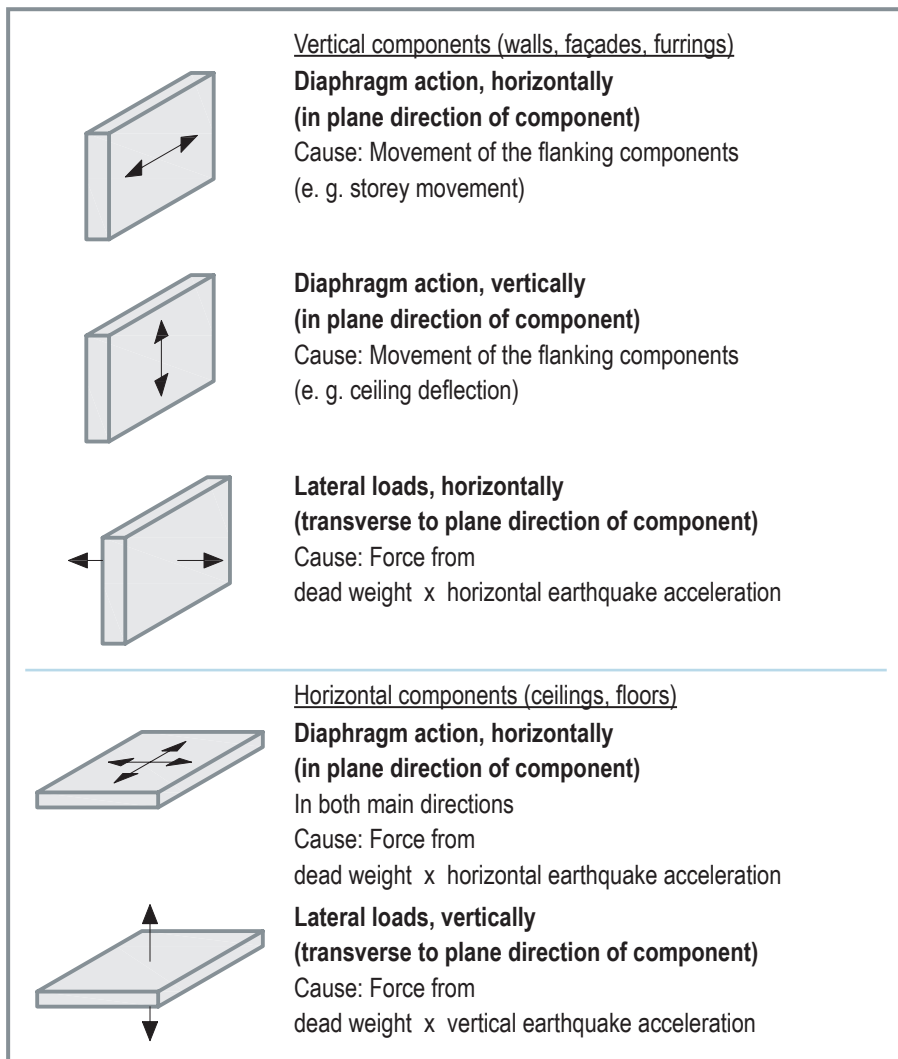 Vertical components (walls, façades, furrings)
Diaphragm action, horizontally
(in plane direction of component)
Cause: Movement of the flanking components
(e. g. storey movement)
Diaphragm action, vertically
(in plane direction of component)
Cause: Movement of the flanking components
(e. g. ceiling deflection)
Lateral loads, horizontally
(transverse to plane direction of component)
Cause: Force from
dead weight x horizontal earthquake acceleration
Horizontal components (ceilings, floors)
Diaphragm action, horizontally
(in plane direction of component)
In both main directions
Cause: Force from
dead weight x horizontal earthquake acceleration
Lateral loads, vertically
(transverse to plane direction of component)
Cause: Force from
dead weight x vertical earthquake acceleration